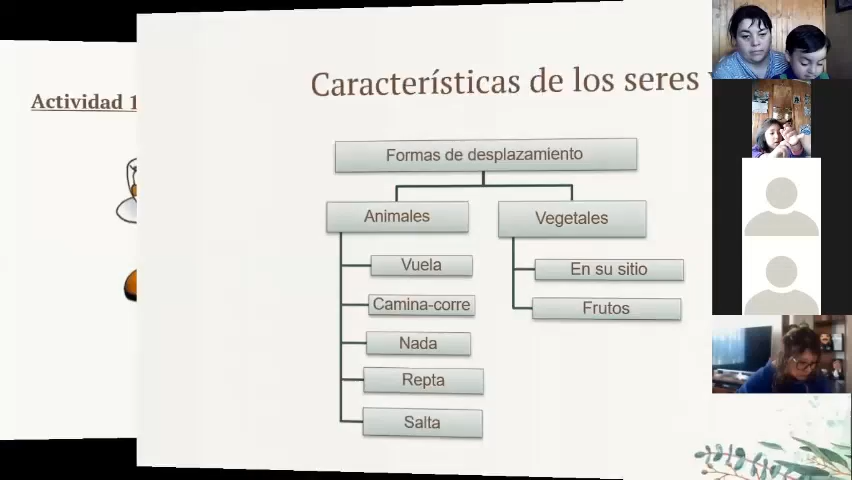 Actividad 1
Características de los seres
Formas de desplazamiento
Animales
Vegetales
Vuela
Camina-corre
Nada
Repta
Salta
En su sitio
Frutos